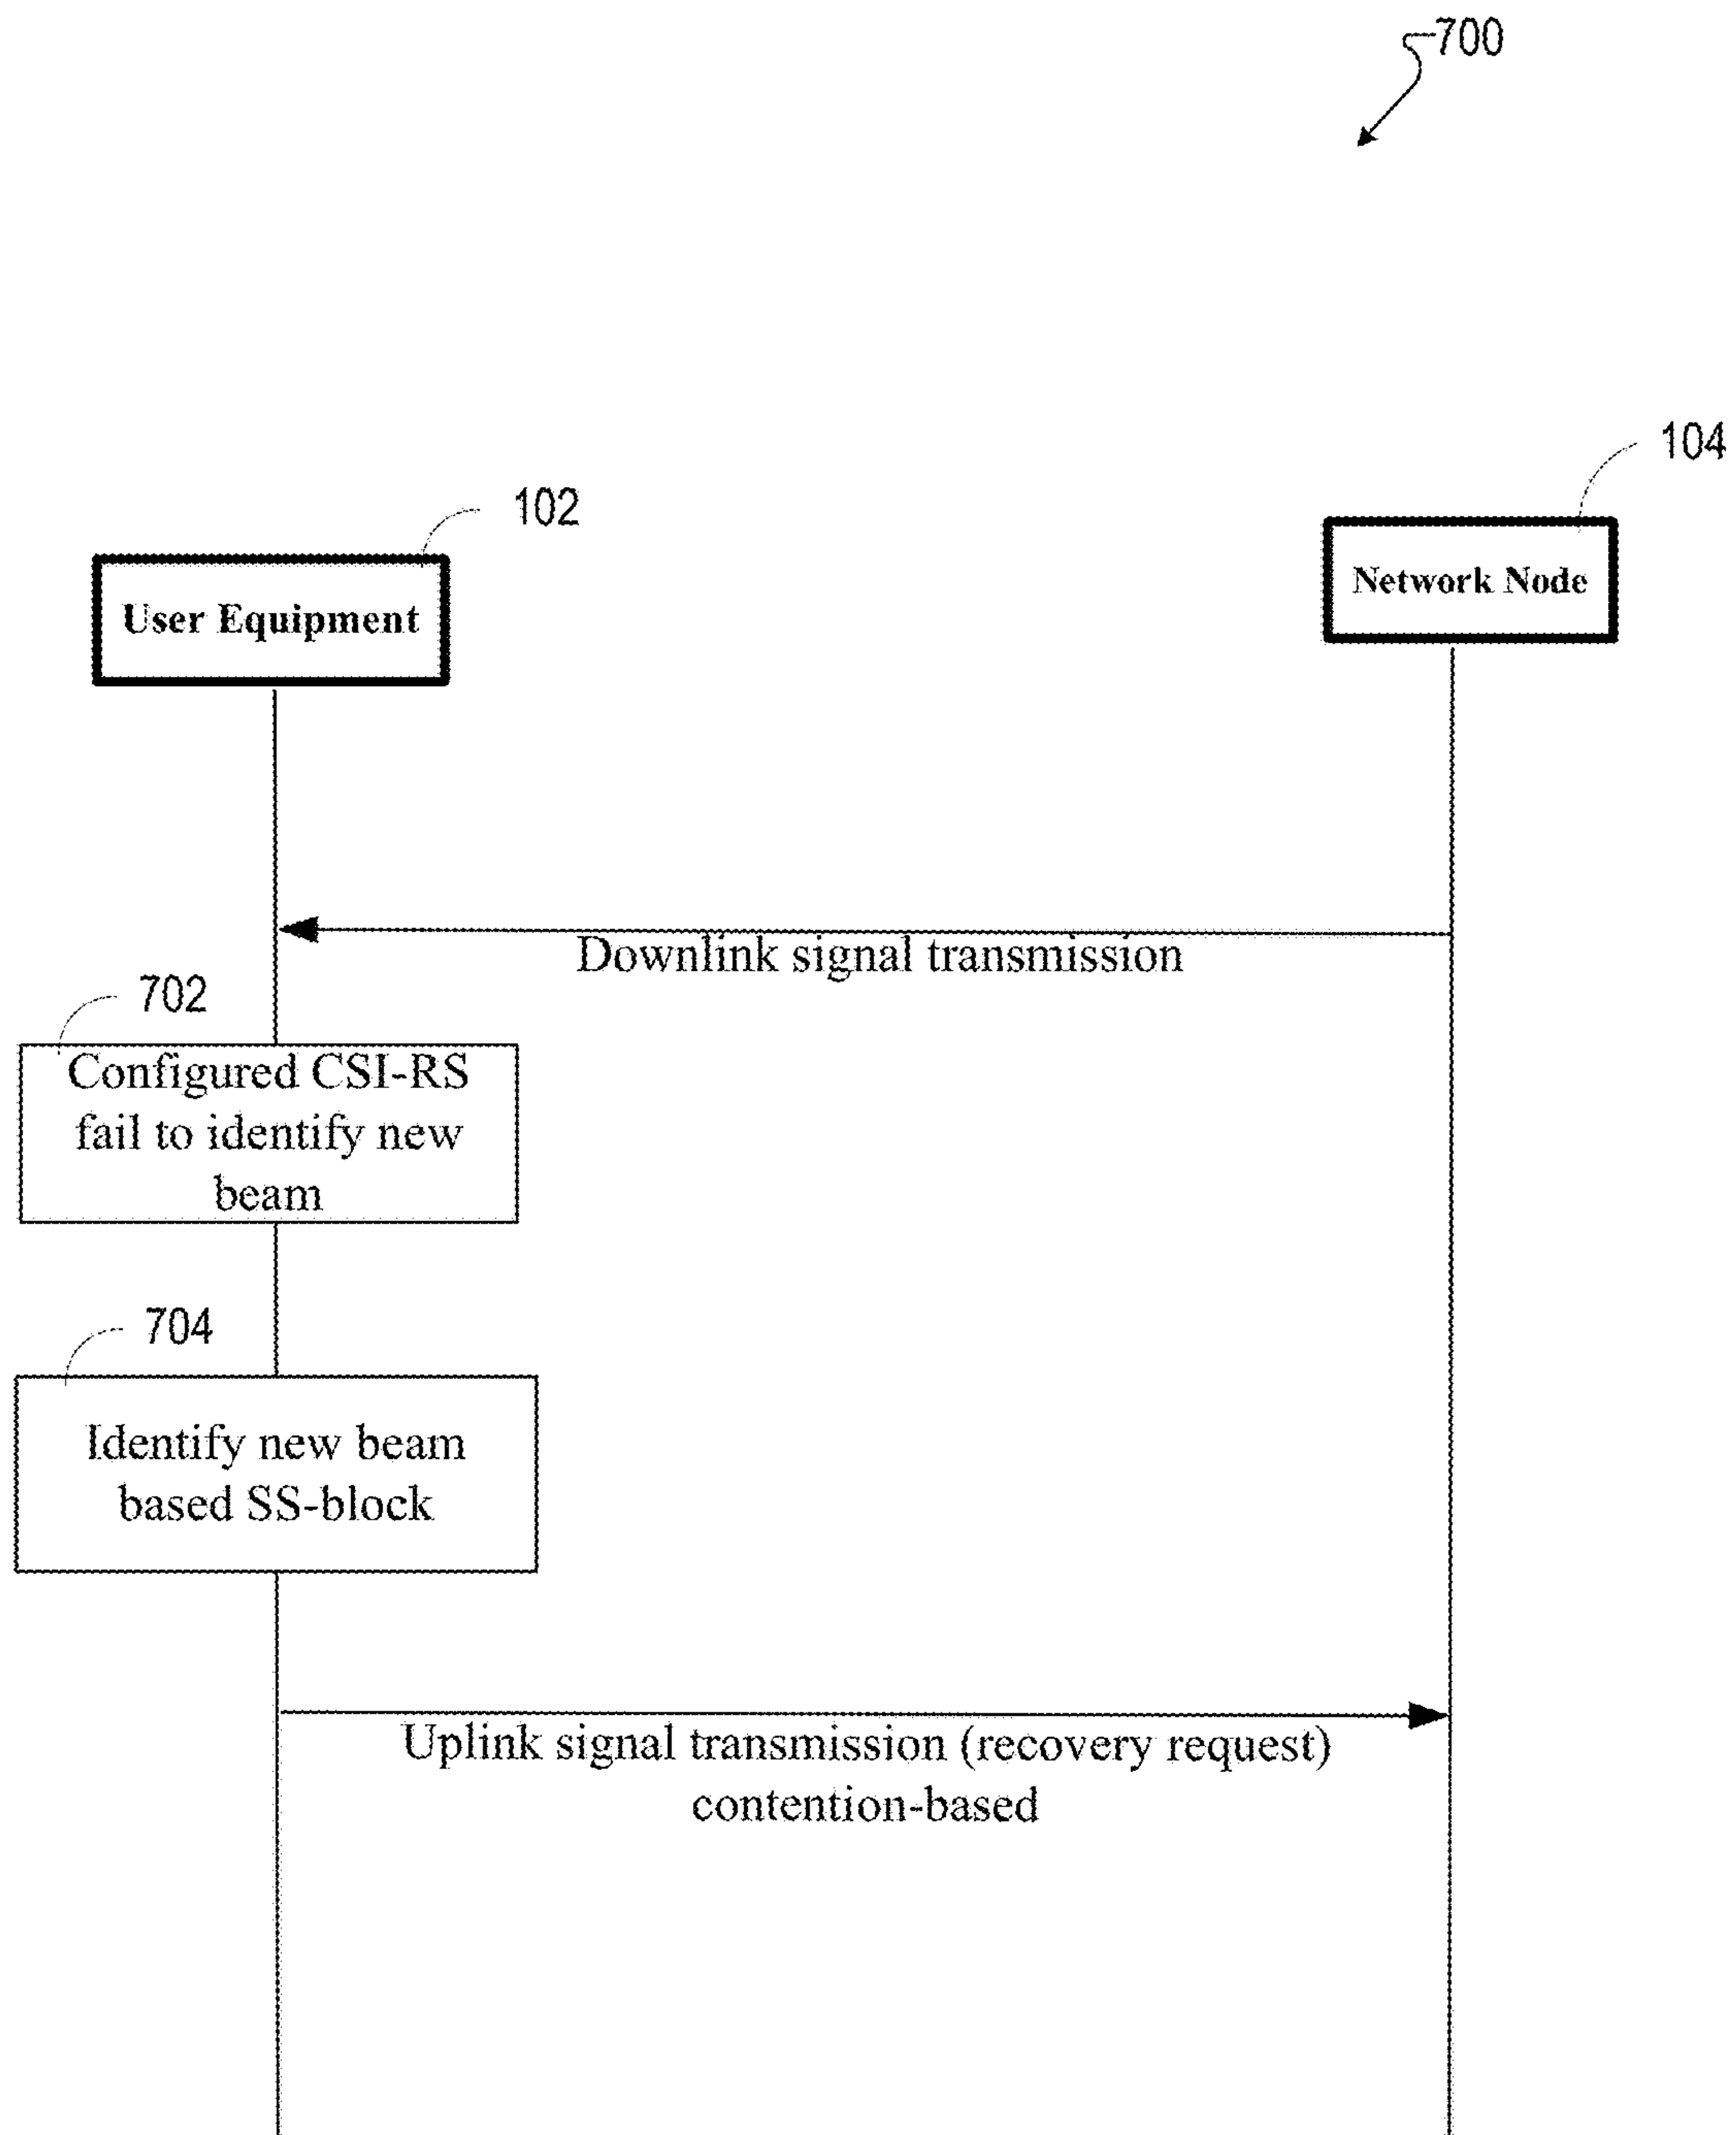 700
104
102
Network Node
User Equipment
Downlink signal transmission
702
Configured CSI-RS
fail to identify new
beam
704
Identify new beam
based SS-block
Uplink signal transmission (recovery request)
contention-based